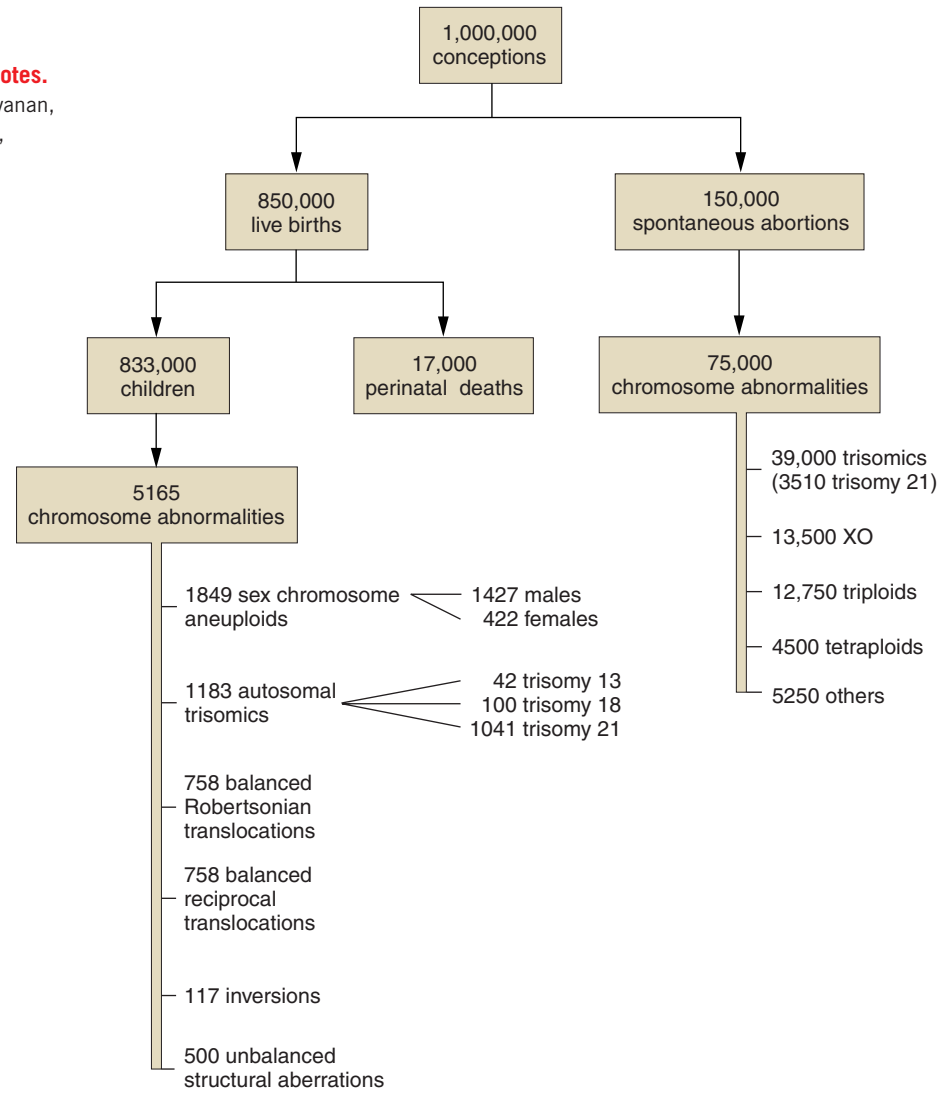 otes.
vanan,
,
1,000,000
conceptions
850,000
live births
150,000
spontaneous abortions
833,000
children
17,000
perinatal deaths
75,000
chromosome abnormalities
5165
chromosome abnormalities
39,000 trisomics
(3510 trisomy 21)
13,500 XO
12,750 triploids
4500 tetraploids
5250 others
1849 sex chromosome
aneuploids
1427 males
422 females
1183 autosomal
trisomics
42 trisomy 13
100 trisomy 18
1041 trisomy 21
758 balanced
Robertsonian
translocations
758 balanced
reciprocal
translocations
117 inversions
500 unbalanced
structural aberrations